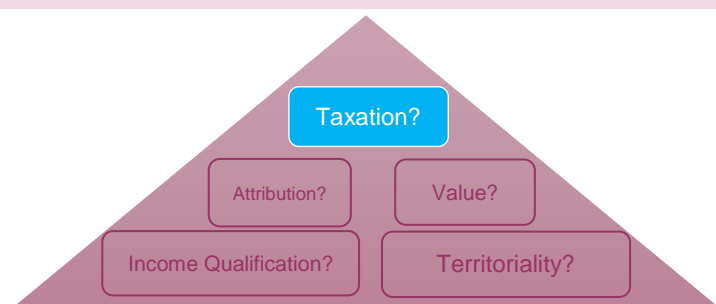 Taxation?
Attribution?
Value?
Income Qualification?
Territoriality?